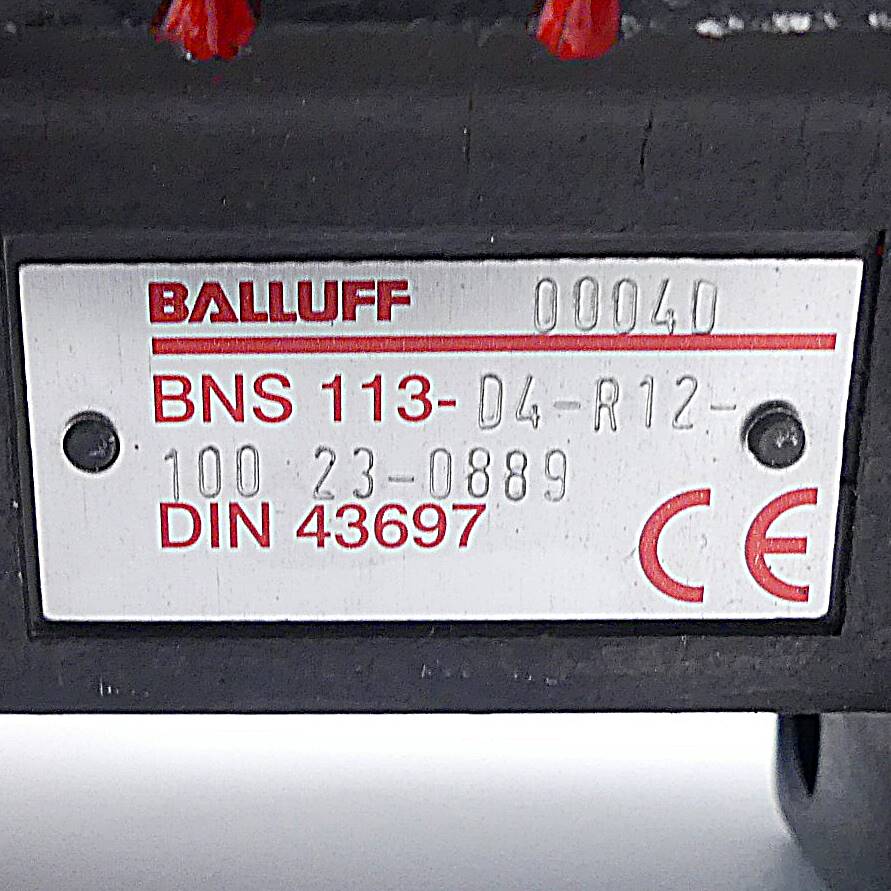 BALLUFF 0004D
BNS 113-D4-R12-
100 23-0889
DIN 43697
CE